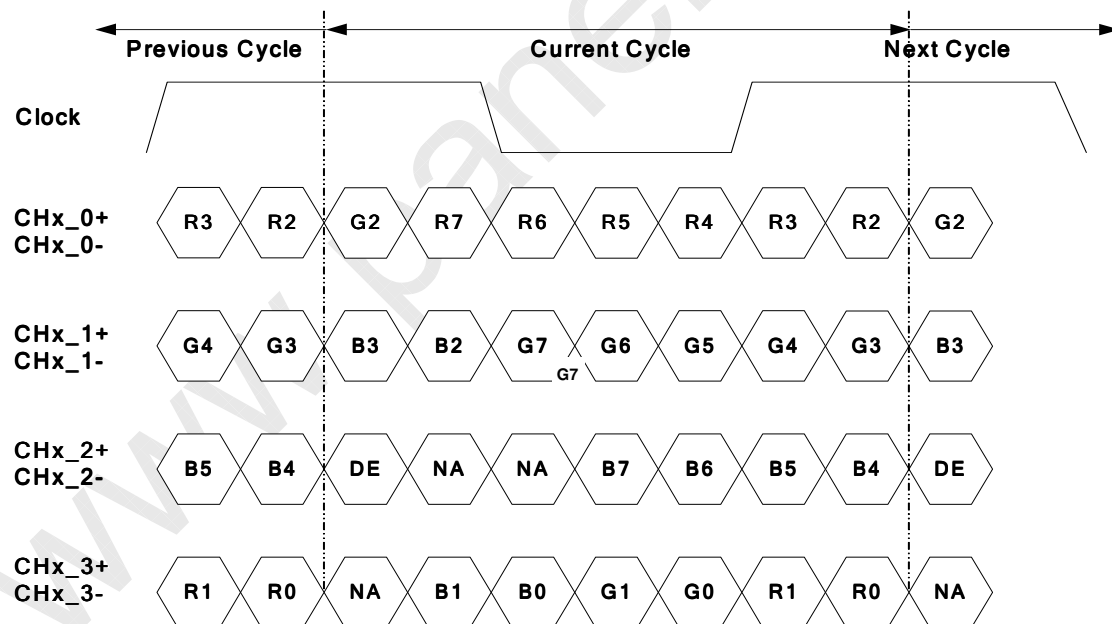 Previous Cycle Current Cycle Next Cycle
Clock
CHx_0+
CHx_0-
R3 R2 G2 R7 R6 R5 R4 R3 R2 G2
CHx_1+
CHx_1-
G4 G3 B3 B2 G7 G6 G5 G4 G3 B3
G7
CHx_2+
CHx_2-
B5 B4 DE NA NA B7 B6 B5 B4 DE
CHx_3+
CHx_3-
R1 R0 NA B1 B0 G1 G0 R1 R0 NA
www.pane